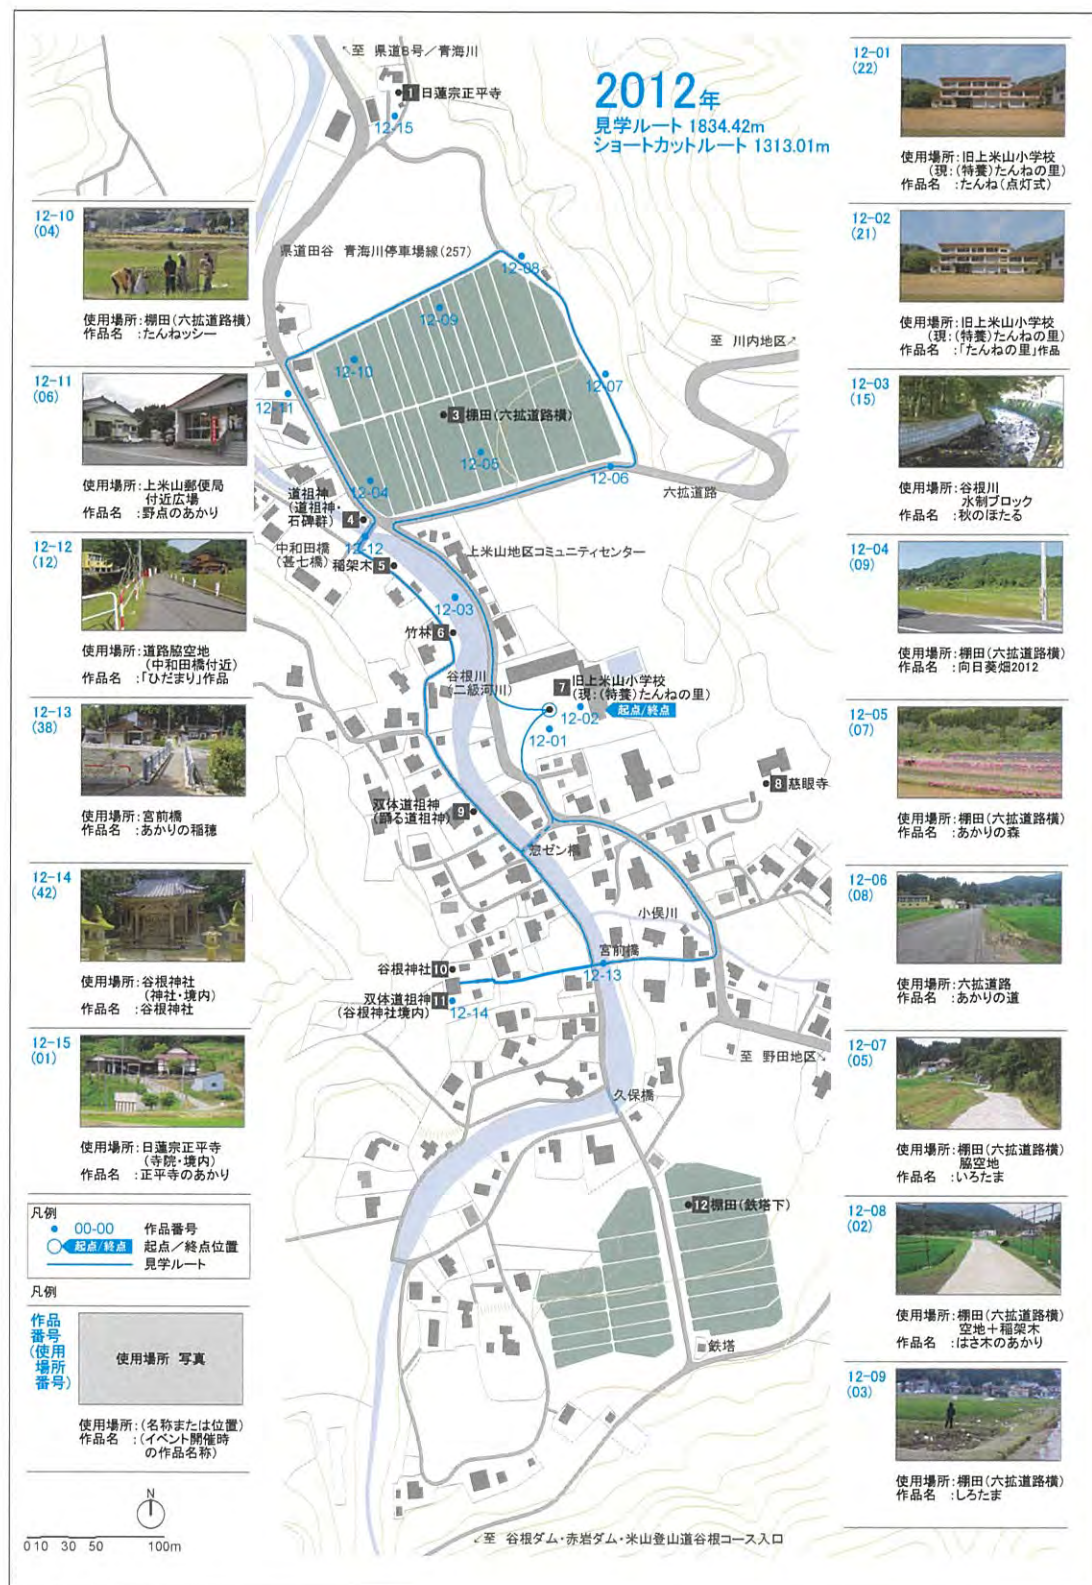 2012年
見学ルート 1834.42m
ショートカットルート 1313.01m
↖至 県道8号／青海川
1 日蓮宗正平寺
12-15
県道田谷 青海川停車場線(257)
12-08
12-09
至 川内地区↗
12-10
12-07
12-11
3 棚田(六拡道路横)
12-05
12-06
六拡道路
12-04
道祖神
(道祖神・
石碑群)
4
12-12
中和田橋
(甚七橋)
稲架木 5
上米山地区コミュニティセンター
12-03
竹林 6
谷根川
(二級河川)
7 旧上米山小学校
(現:(特養)たんねの里)
12-02
起点/終点
12-01
8 慈眼寺
双体道祖神
(踊る道祖神)
9
惣ゼン橋
小俣川
宮前橋
12-13
谷根神社 10
双体道祖神
(谷根神社境内)
11
12-14
至 野田地区↘
久保橋
12 棚田(鉄塔下)
鉄塔
↙至 谷根ダム・赤岩ダム・米山登山道谷根コース入口
12-10
(04)
使用場所:棚田(六拡道路横)
作品名 :たんねッシー
12-11
(06)
使用場所:上米山郵便局
付近広場
作品名 :野点のあかり
12-12
(12)
使用場所:道路脇空地
(中和田橋付近)
作品名 :「ひだまり」作品
12-13
(38)
使用場所:宮前橋
作品名 :あかりの稲穂
12-14
(42)
使用場所:谷根神社
(神社・境内)
作品名 :谷根神社
12-15
(01)
使用場所:日蓮宗正平寺
(寺院・境内)
作品名 :正平寺のあかり
凡例
00-00 作品番号
起点/終点 起点／終点位置
見学ルート
凡例
作品
番号
(使用
場所
番号)
使用場所 写真
使用場所:(名称または位置)
作品名 :(イベント開催時
の作品名称)
N
0 10 30 50 100m
12-01
(22)
使用場所:旧上米山小学校
(現:(特養)たんねの里)
作品名 :たんね(点灯式)
12-02
(21)
使用場所:旧上米山小学校
(現:(特養)たんねの里)
作品名 :「たんねの里」作品
12-03
(15)
使用場所:谷根川
水制ブロック
作品名 :秋のほたる
12-04
(09)
使用場所:棚田(六拡道路横)
作品名 :向日葵畑2012
12-05
(07)
使用場所:棚田(六拡道路横)
作品名 :あかりの森
12-06
(08)
使用場所:六拡道路
作品名 :あかりの道
12-07
(05)
使用場所:棚田(六拡道路横)
脇空地
作品名 :いろたま
12-08
(02)
使用場所:棚田(六拡道路横)
空地＋稲架木
作品名 :はさ木のあかり
12-09
(03)
使用場所:棚田(六拡道路横)
作品名 :しろたま